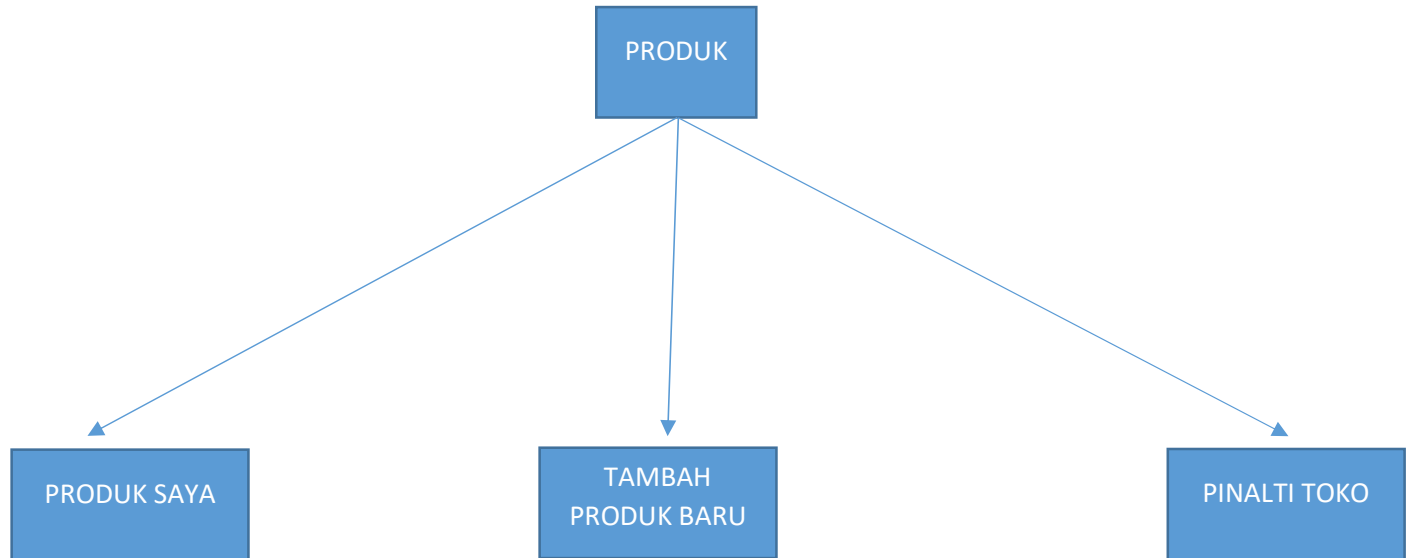 PRODUK
PRODUK SAYA
TAMBAH
PRODUK BARU
PINALTI TOKO